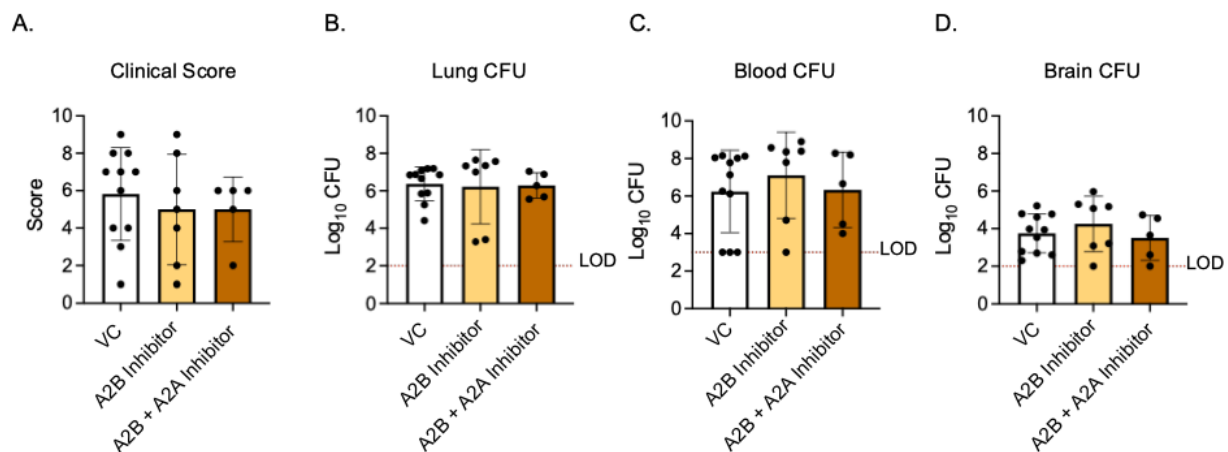 A.
Clinical Score
Score
10
8
6
4
2
0
VC
A2B Inhibitor
A2B + A2A Inhibitor
B.
Lung CFU
Log10 CFU
10
8
6
4
2
0
LOD
VC
A2B Inhibitor
A2B + A2A Inhibitor
C.
Blood CFU
Log10 CFU
10
8
6
4
2
0
LOD
VC
A2B Inhibitor
A2B + A2A Inhibitor
D.
Brain CFU
Log10 CFU
10
8
6
4
2
0
LOD
VC
A2B Inhibitor
A2B + A2A Inhibitor